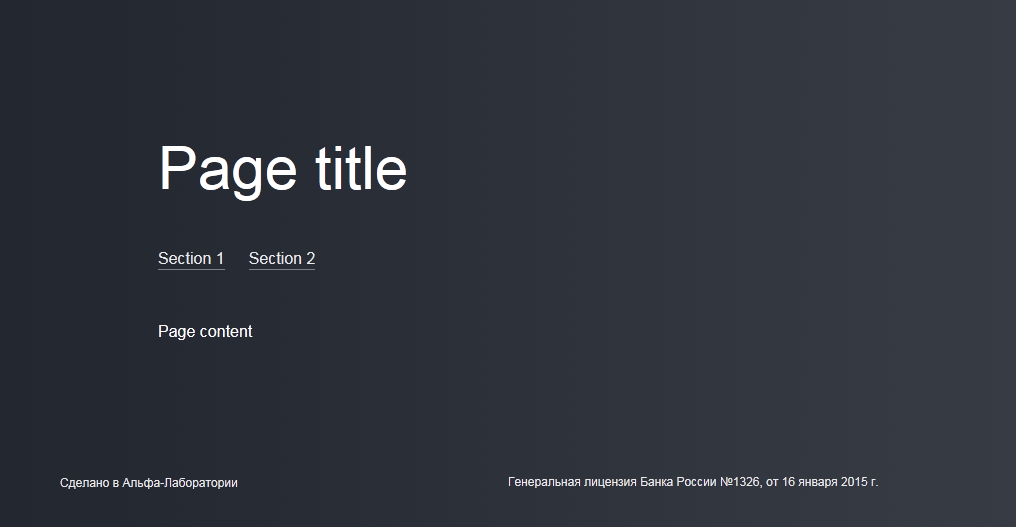 Page title
Section 1 Section 2
Page content
Сделано в Альфа-Лаборатории
Генеральная лицензия Банка России №1326, от 16 января 2015 г.